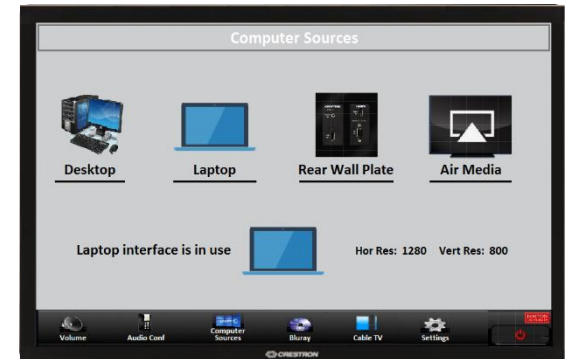 Computer Sources
Desktop
Laptop
Rear Wall Plate
Air Media
Laptop interface is in use
Hor Res: 1280 Vert Res: 800
Volume
Audio Conf
Computer
Sources
Bluray
Cable TV
Settings
CRESTRON